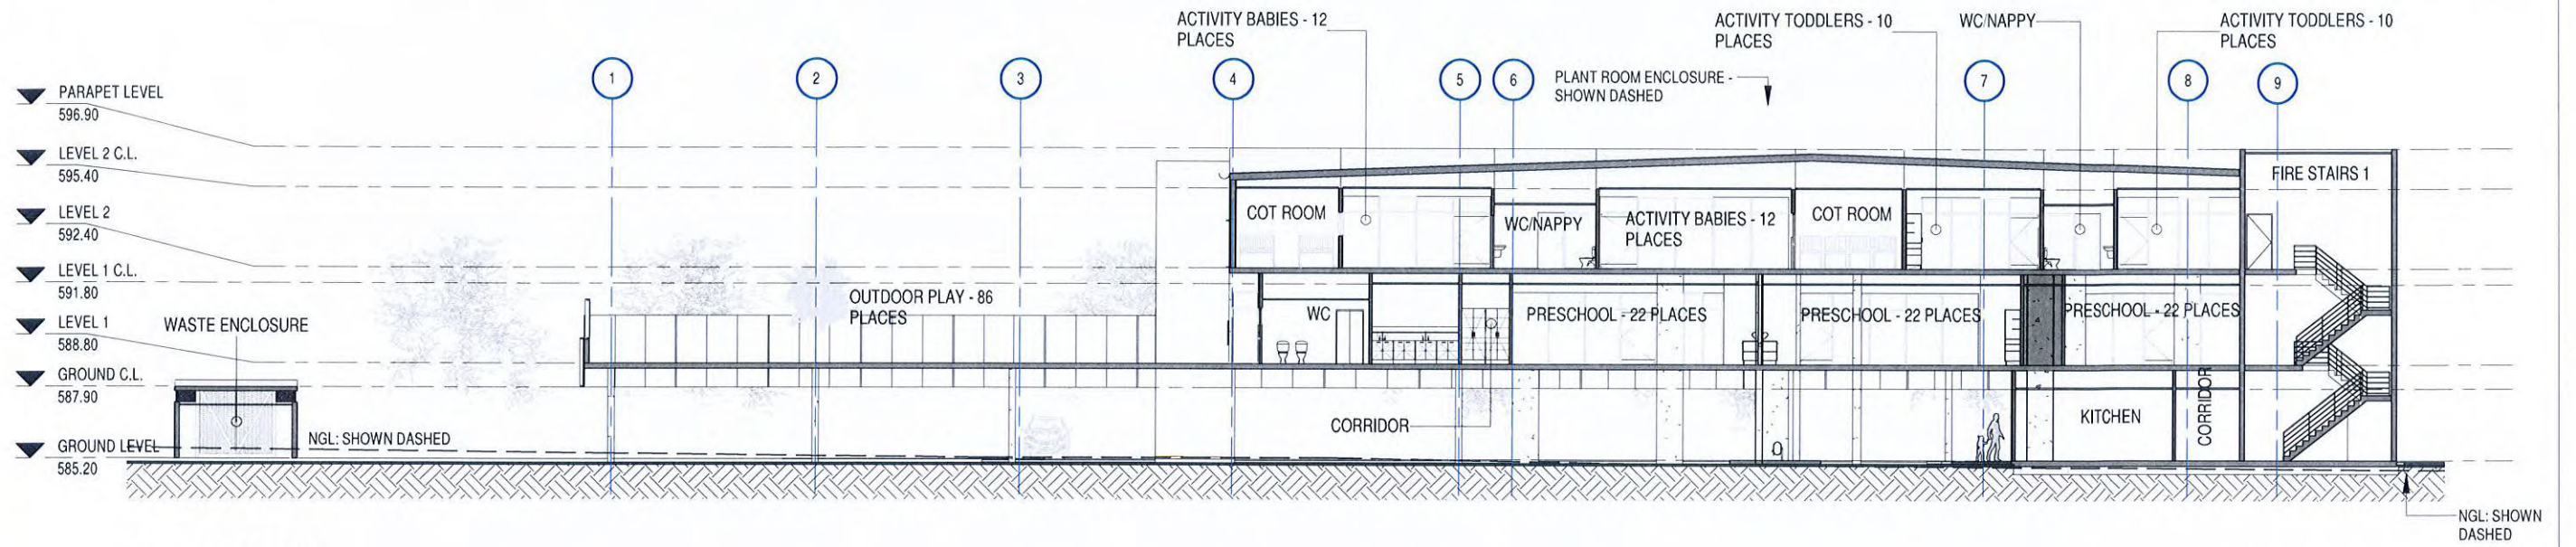 ACTIVITY BABIES - 12
PLACES
ACTIVITY TODDLERS - 10
PLACES
WC/NAPPY
ACTIVITY TODDLERS - 10
PLACES
1
2
3
4
5
6
PLANT ROOM ENCLOSURE -
SHOWN DASHED
7
8
9
PARAPET LEVEL
596.90
LEVEL 2 C.L.
595.40
LEVEL 2
592.40
LEVEL 1 C.L.
591.80
LEVEL 1
588.80
GROUND C.L.
587.90
GROUND LEVEL
585.20
FIRE STAIRS 1
COT ROOM
WC/NAPPY
ACTIVITY BABIES - 12
PLACES
COT ROOM
OUTDOOR PLAY - 86
PLACES
WASTE ENCLOSURE
WC
PRESCHOOL - 22 PLACES
PRESCHOOL - 22 PLACES
PRESCHOOL - 22 PLACES
CORRIDOR
KITCHEN
CORRIDOR
NGL: SHOWN DASHED
NGL: SHOWN
DASHED